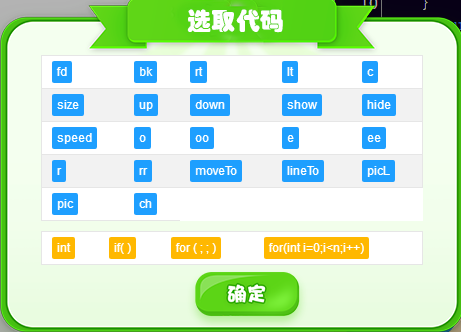 选取代码
fd bk rt lt c
size up down show hide
speed o oo e ee
r rr moveTo lineTo picL
pic ch
int if( ) for ( ; ; ) for(int i=0;i<n;i++)
确定